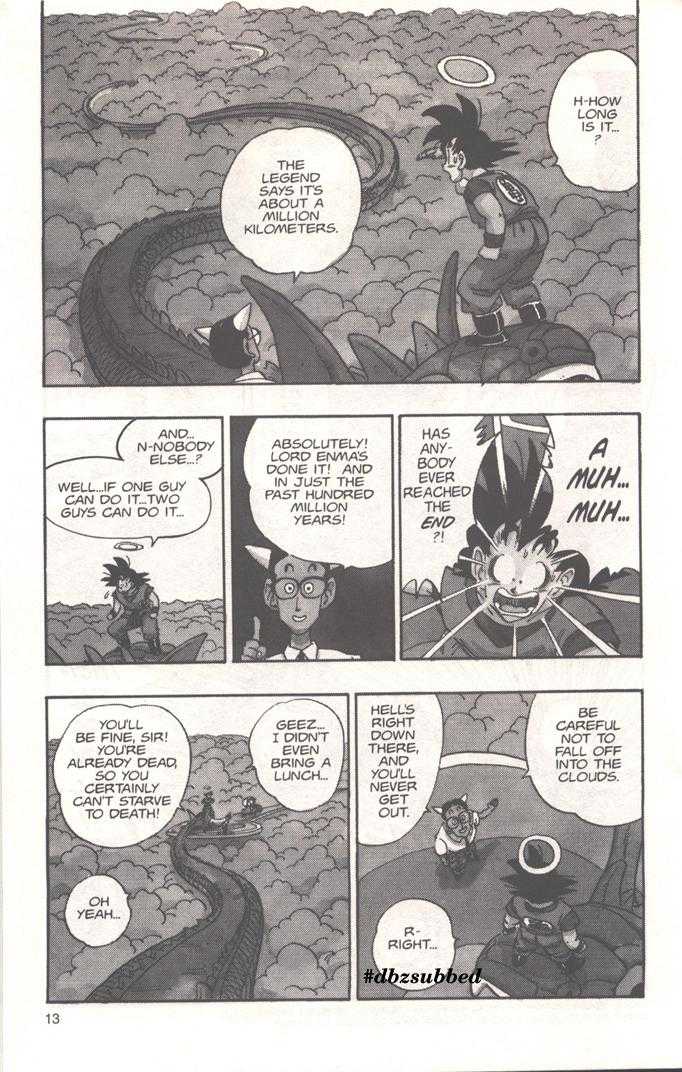 H-HOW
LONG
IS IT...
?
THE
LEGEND
SAYS IT'S
ABOUT A
MILLION
KILOMETERS.
A
MUH...
MUH...
HAS
ANY-
BODY
EVER
REACHED
THE
END
?!
ABSOLUTELY!
LORD ENMA'S
DONE IT! AND
IN JUST THE
PAST HUNDRED
MILLION
YEARS!
AND...
N-NOBODY
ELSE...?
WELL...IF ONE GUY
CAN DO IT...TWO
GUYS CAN DO IT...
BE
CAREFUL
NOT TO
FALL OFF
INTO THE
CLOUDS.
HELL'S
RIGHT
DOWN
THERE,
AND
YOU'LL
NEVER
GET
OUT.
R-
RIGHT...
GEEZ...
I DIDN'T
EVEN
BRING A
LUNCH...
YOU'LL
BE FINE, SIR!
YOU'RE
ALREADY DEAD,
SO YOU
CERTAINLY
CAN'T STARVE
TO DEATH!
OH
YEAH...
#dbzsubbed
13